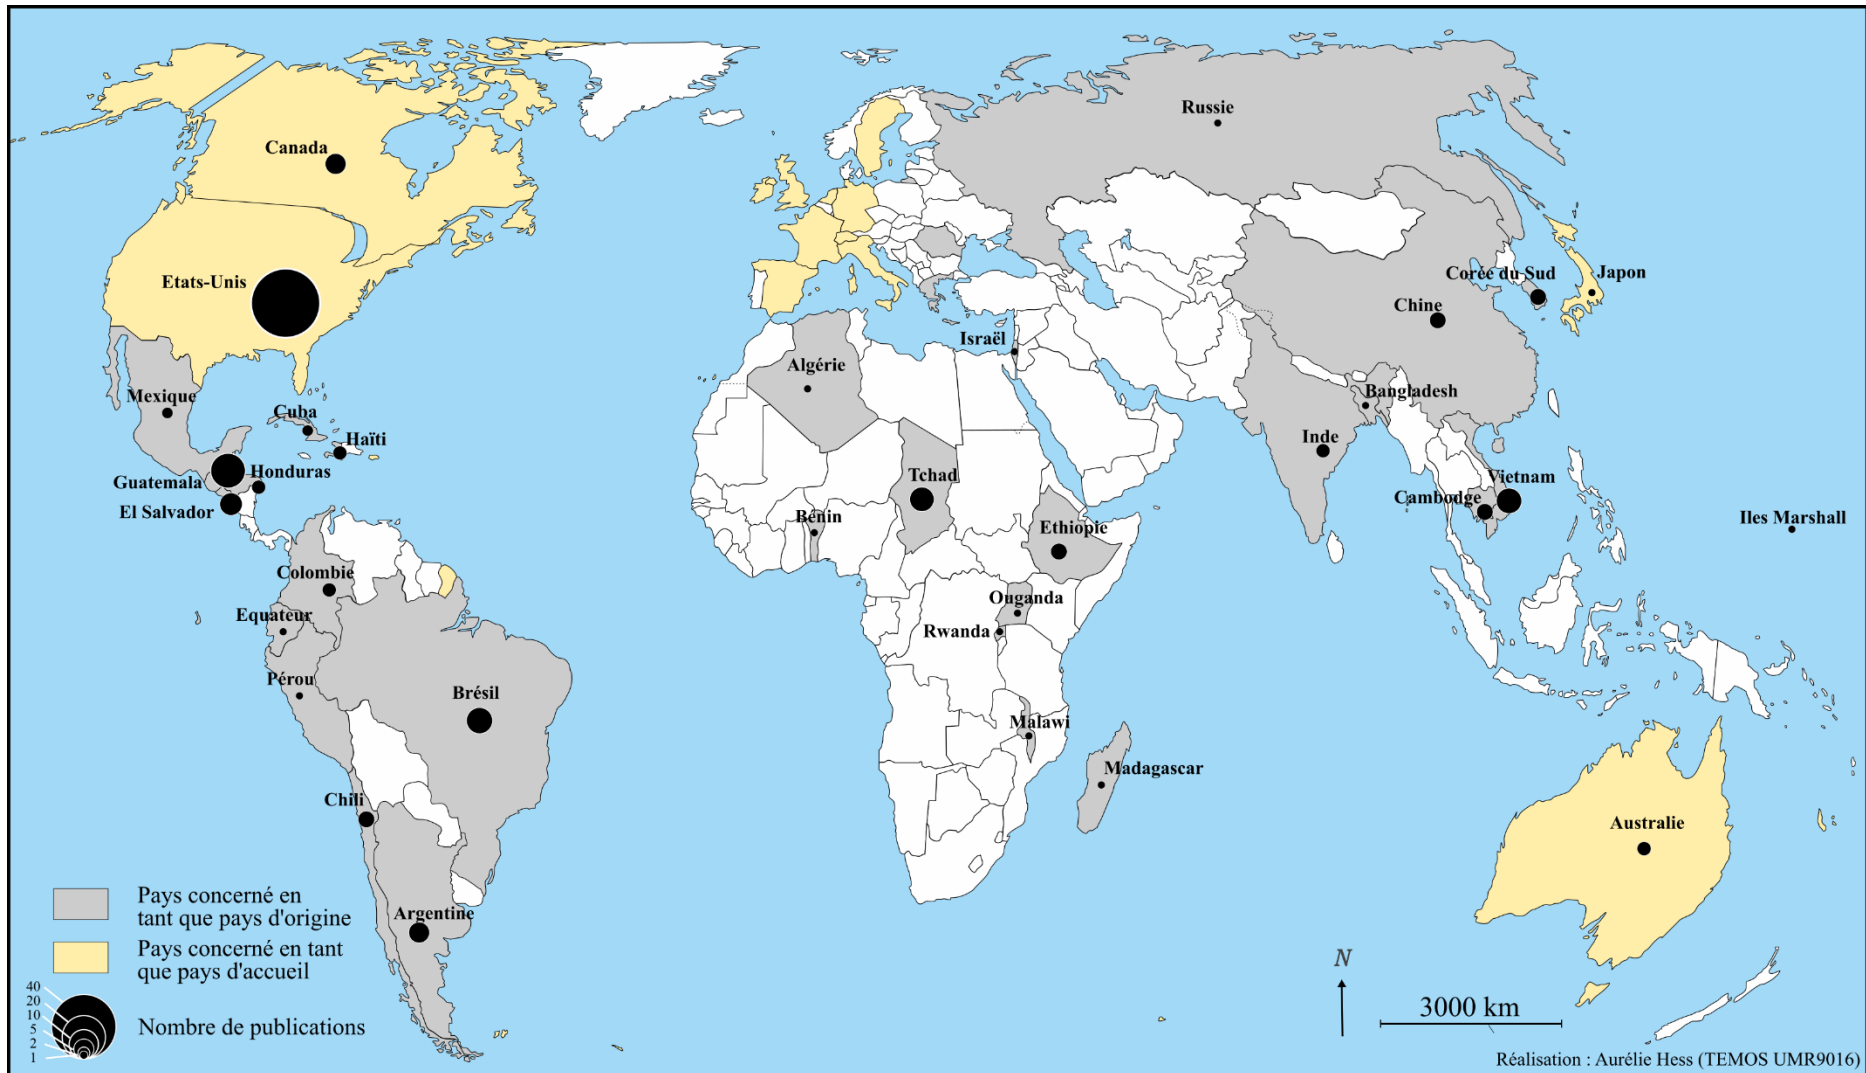 Russie
Canada
Etats-Unis
Corée du Sud
Japon
Chine
Israël
Algérie
Mexique
Bangladesh
Cuba
Haïti
Inde
Guatemala
Honduras
Tchad
Vietnam
El Salvador
Cambodge
Bénin
Ethiopie
Iles Marshall
Colombie
Equateur
Ouganda
Rwanda
Pérou
Brésil
Malawi
Madagascar
Chili
Australie
Argentine
Pays concerné en
tant que pays d'origine
Pays concerné en tant
que pays d'accueil
40
20
10
5
2
1
Nombre de publications
N
3000 km
Réalisation : Aurélie Hess (TEMOS UMR9016)